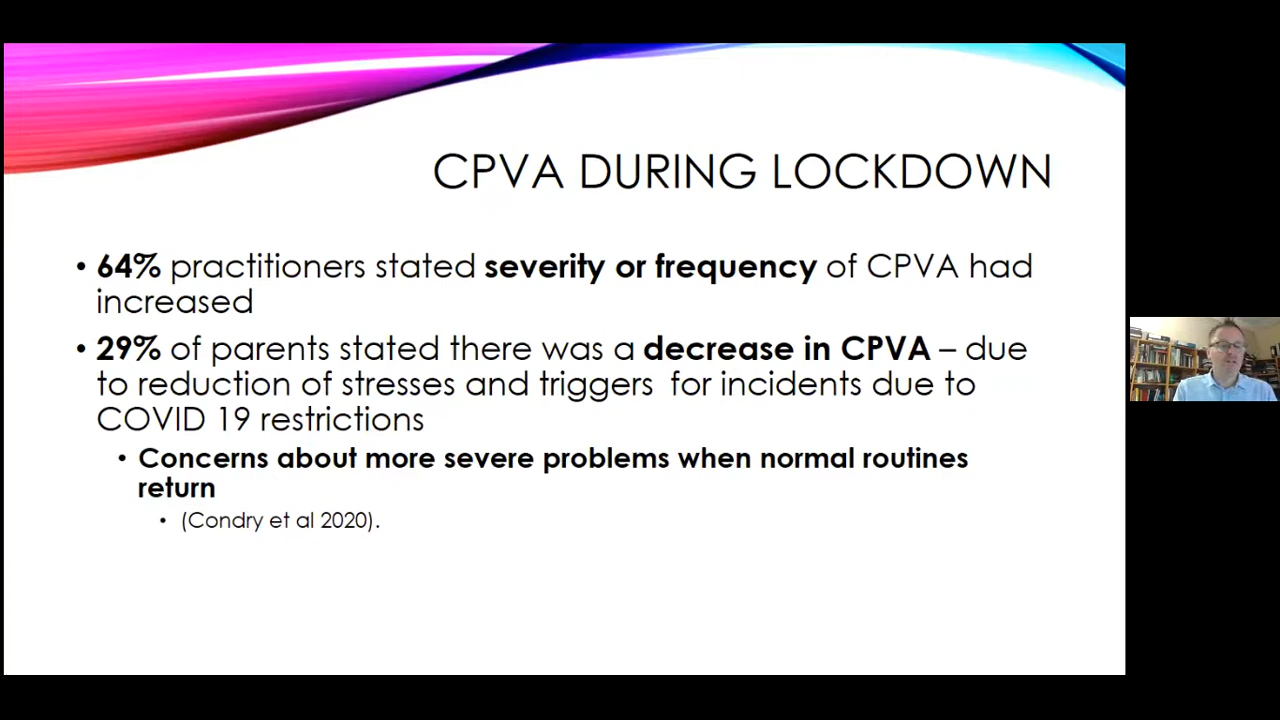 CPVA DURING LOCKDOWN
• 64% practitioners stated severity or frequency of CPVA had
increased
• 29% of parents stated there was a decrease in CPVA – due
to reduction of stresses and triggers for incidents due to
COVID 19 restrictions
• Concerns about more severe problems when normal routines
return
• (Condry et al 2020).